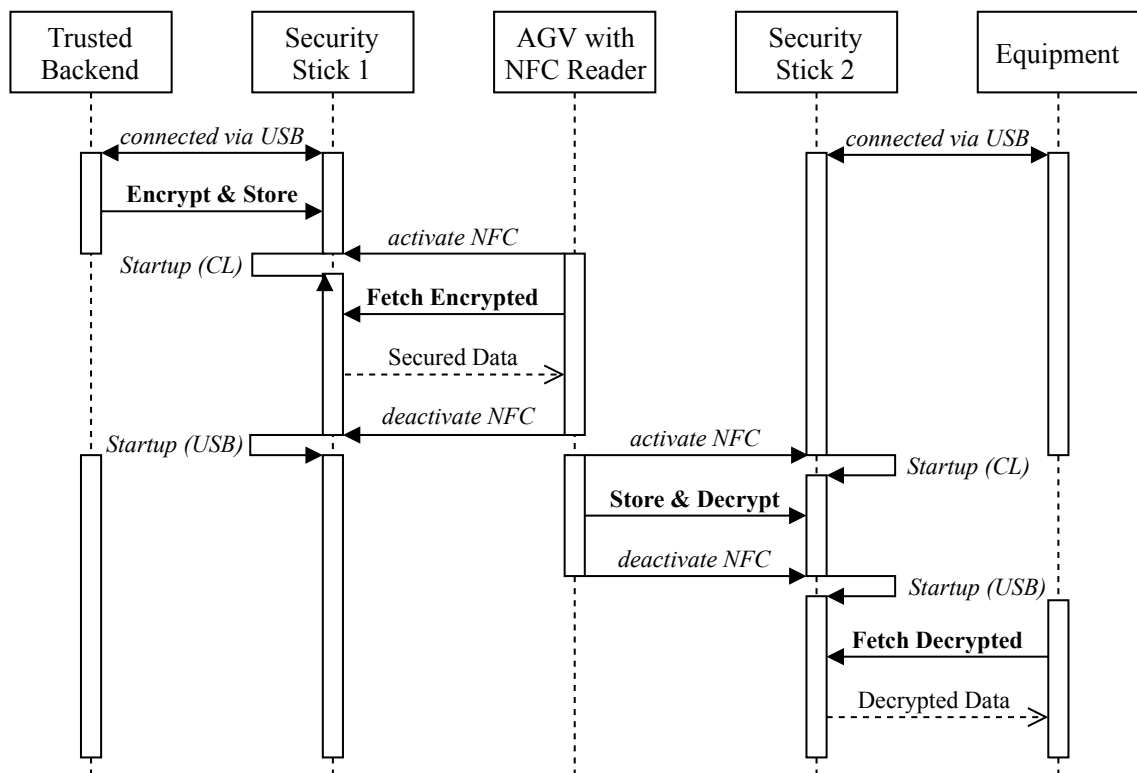 Trusted
Backend
Security
Stick 1
AGV with
NFC Reader
Security
Stick 2
Equipment
connected via USB
connected via USB
Encrypt & Store
activate NFC
Startup (CL)
Fetch Encrypted
Secured Data
deactivate NFC
Startup (USB)
activate NFC
Startup (CL)
Store & Decrypt
deactivate NFC
Startup (USB)
Fetch Decrypted
Decrypted Data